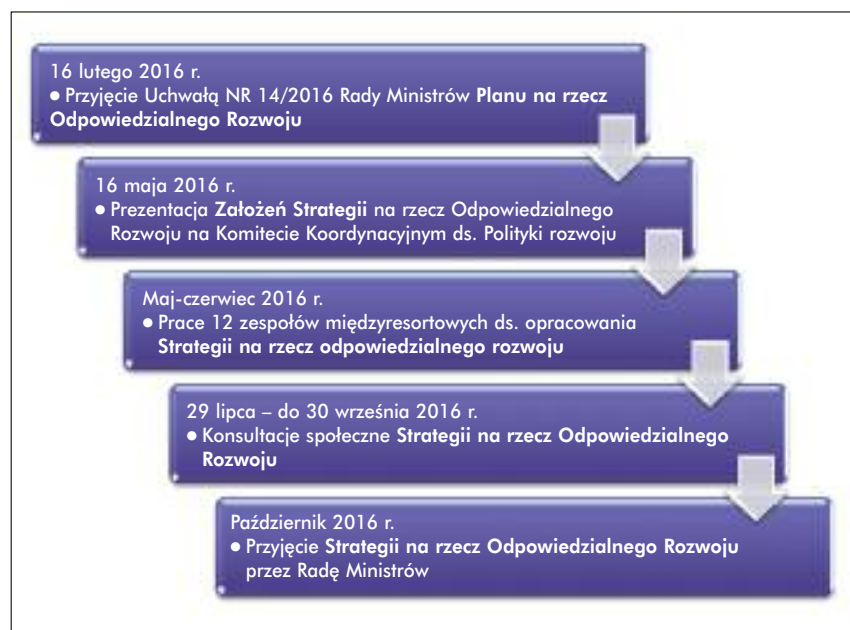 16 lutego 2016 r.
● Przyjęcie Uchwałą NR 14/2016 Rady Ministrów Planu na rzecz
Odpowiedzialnego Rozwoju
16 maja 2016 r.
● Prezentacja Założeń Strategii na rzecz Odpowiedzialnego
Rozwoju na Komitecie Koordynacyjnym ds. Polityki rozwoju
Maj-czerwiec 2016 r.
● Prace 12 zespołów międzyresortowych ds. opracowania
Strategii na rzecz odpowiedzialnego rozwoju
29 lipca – do 30 września 2016 r.
● Konsultacje społeczne Strategii na rzecz Odpowiedzialnego
Rozwoju
Październik 2016 r.
● Przyjęcie Strategii na rzecz Odpowiedzialnego Rozwoju
przez Radę Ministrów